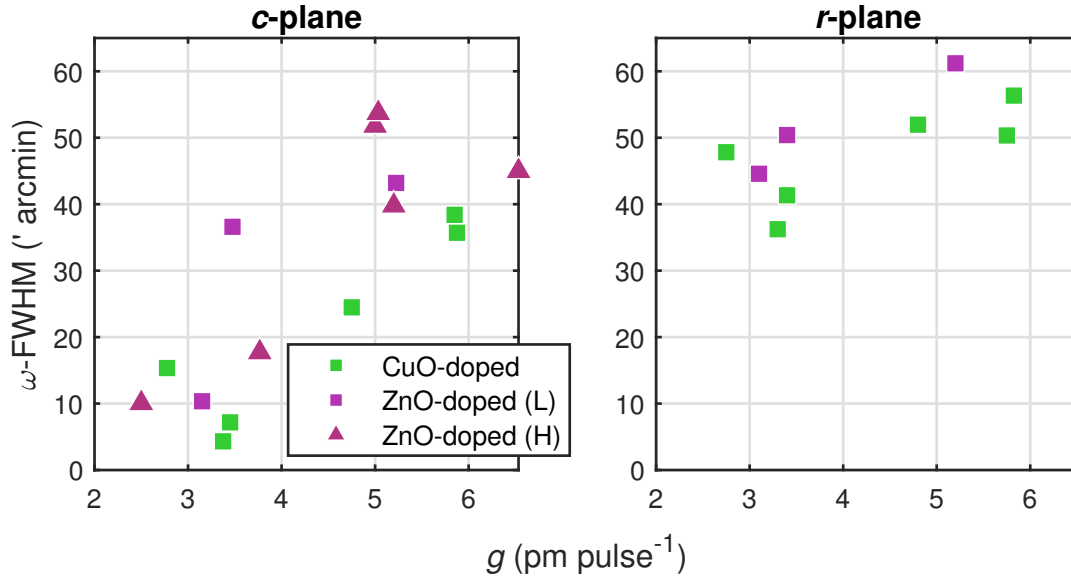 c-plane
r-plane
ω-FWHM (' arcmin)
60
50
40
30
20
10
0
2 3 4 5 6
CuO-doped
ZnO-doped (L)
ZnO-doped (H)
60
50
40
30
20
10
0
2 3 4 5 6
g (pm pulse⁻¹)